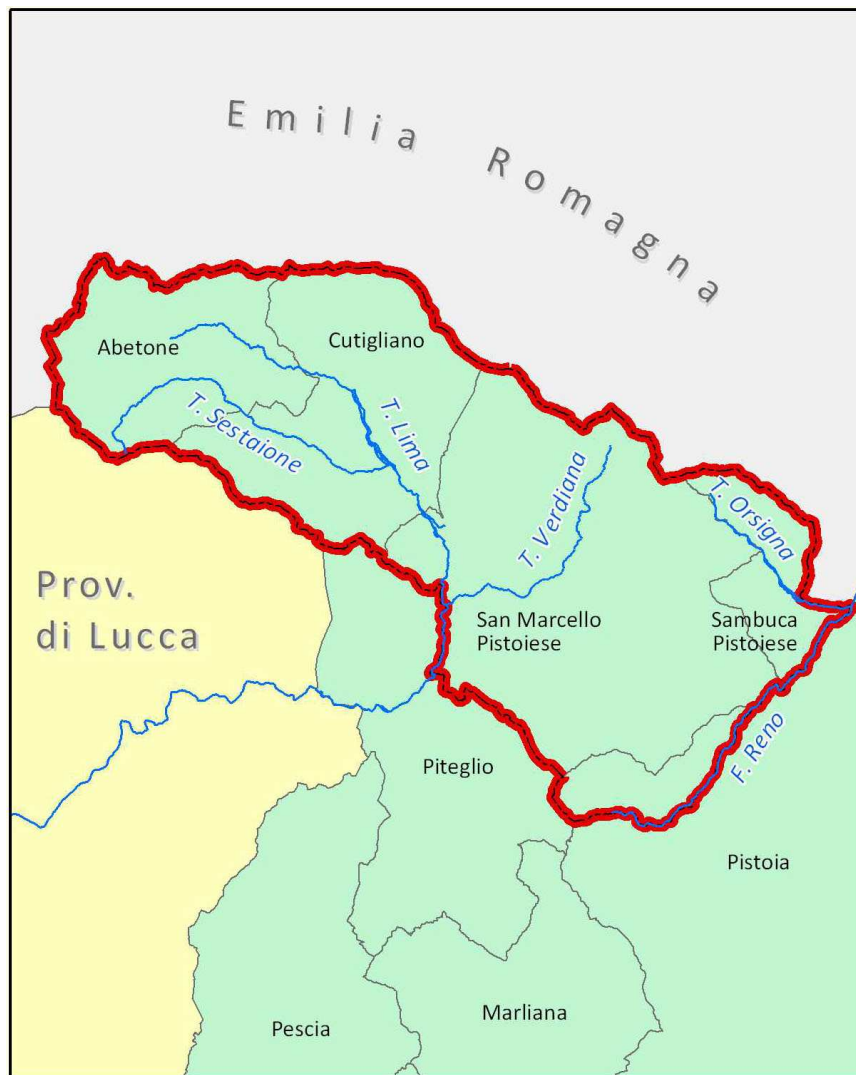 Emilia Romagna
Abetone
Cutigliano
T. Sestaione
T. Lima
T. Verdiana
T. Orsigna
Prov.
di Lucca
San Marcello
Pistoiese
Sambuca
Pistoiese
F. Reno
Piteglio
Pistoia
Marliana
Pescia